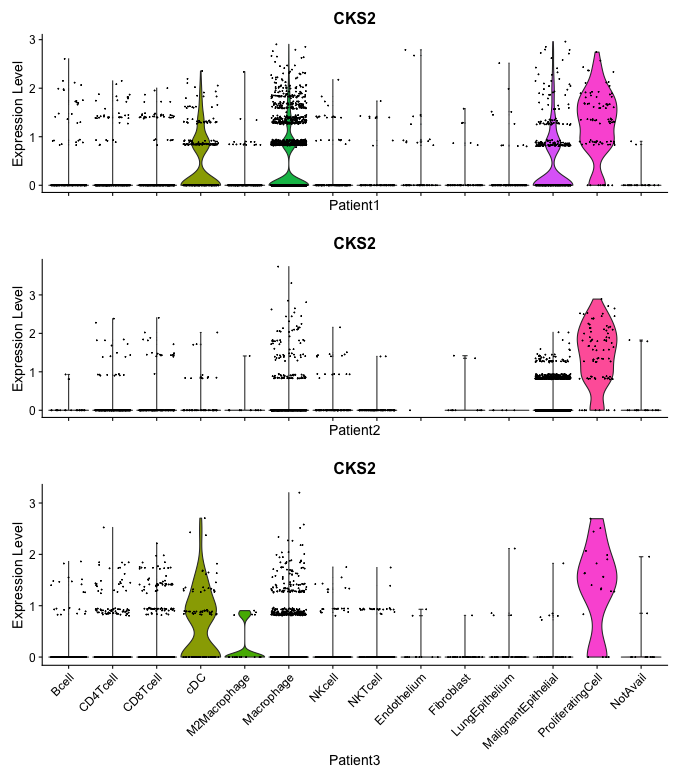 CKS2
Expression Level
3
2
1
0
Patient1
CKS2
Expression Level
3
2
1
0
Patient2
CKS2
Expression Level
3
2
1
0
Bcell
CD4Tcell
CD8Tcell
cDC
M2Macrophage
Macrophage
NKcell
NKTcell
Endothelium
Fibroblast
LungEpithelium
MalignantEpithelial
ProliferatingCell
NotAvail
Patient3